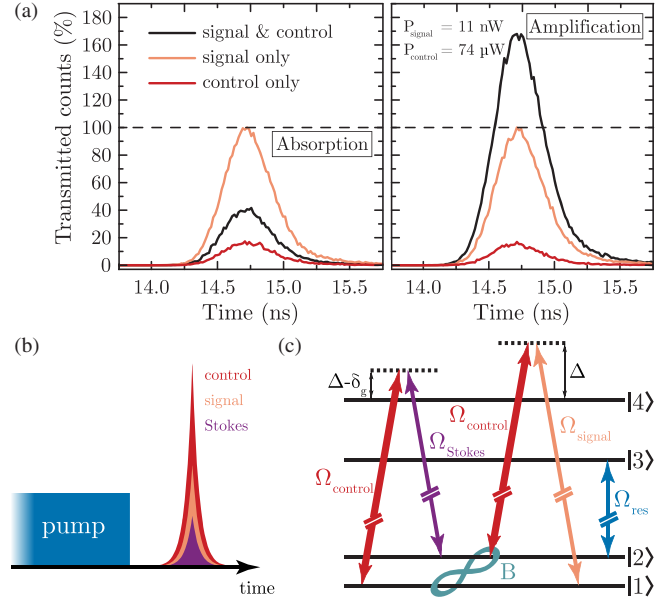 (a)
Transmitted counts (%)
180
160
140
120
100
80
60
40
20
0
signal & control
signal only
control only
Absorption
14.0 14.5 15.0 15.5
Time (ns)
P_signal = 11 nW
P_control = 74 µW
Amplification
14.0 14.5 15.0 15.5
Time (ns)
(b)
control
signal
Stokes
pump
time
(c)
Δ-δ_g
Δ
|4⟩
Ω_control
Ω_Stokes
Ω_signal
|3⟩
Ω_control
Ω_res
|2⟩
B
|1⟩